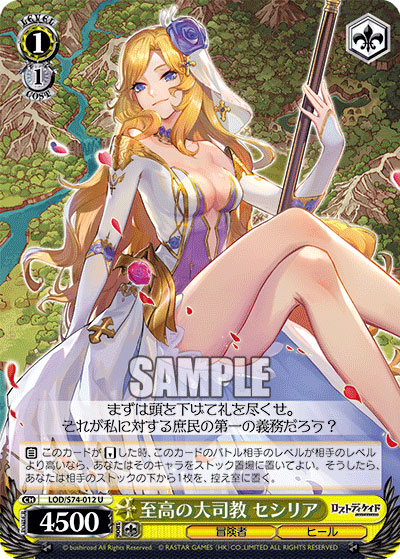 LEVEL
1
1
COST
SAMPLE
まずは頭を下げて礼を尽くせ。
それが私に対する庶民の第一の義務だろう？
このカードが した時、このカードのバトル相手のレベルが相手のレベル
より高いなら、あなたはそのキャラをストック置場に置いてよい。そうしたら、
あなたは相手のストックの下から1枚を、控え室に置く。
CH LOD/S74-012 U
POWER
4500
至高の大司教 セシリア
ロストディケイド
冒険者
ヒール
© bushiroad All Rights Reserved. © RASTAR GAMES (HK) CO.,LIMITED ALL RIGHTS RESERVED